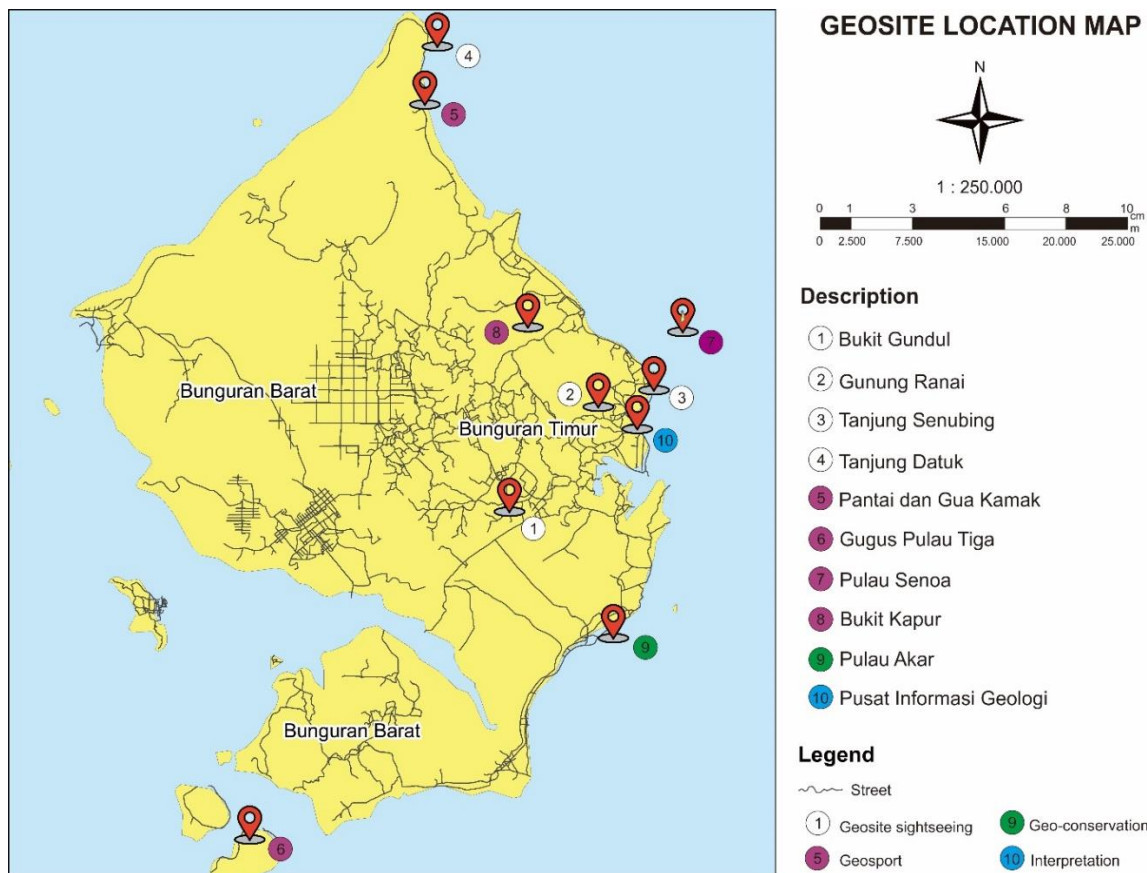 4
5
8
7
2
3
Bunguran Barat
Bunguran Timur
10
1
9
Bunguran Barat
6
GEOSITE LOCATION MAP
N
1 : 250.000
0 1 3 6 8 10 cm
0 2.500 7.500 15.000 20.000 25.000 m
Description
1 Bukit Gundul
2 Gunung Ranai
3 Tanjung Senubing
4 Tanjung Datuk
5 Pantai dan Gua Kamak
6 Gugus Pulau Tiga
7 Pulau Senoa
8 Bukit Kapur
9 Pulau Akar
10 Pusat Informasi Geologi
Legend
Street
1 Geosite sightseeing
9 Geo-conservation
5 Geosport
10 Interpretation